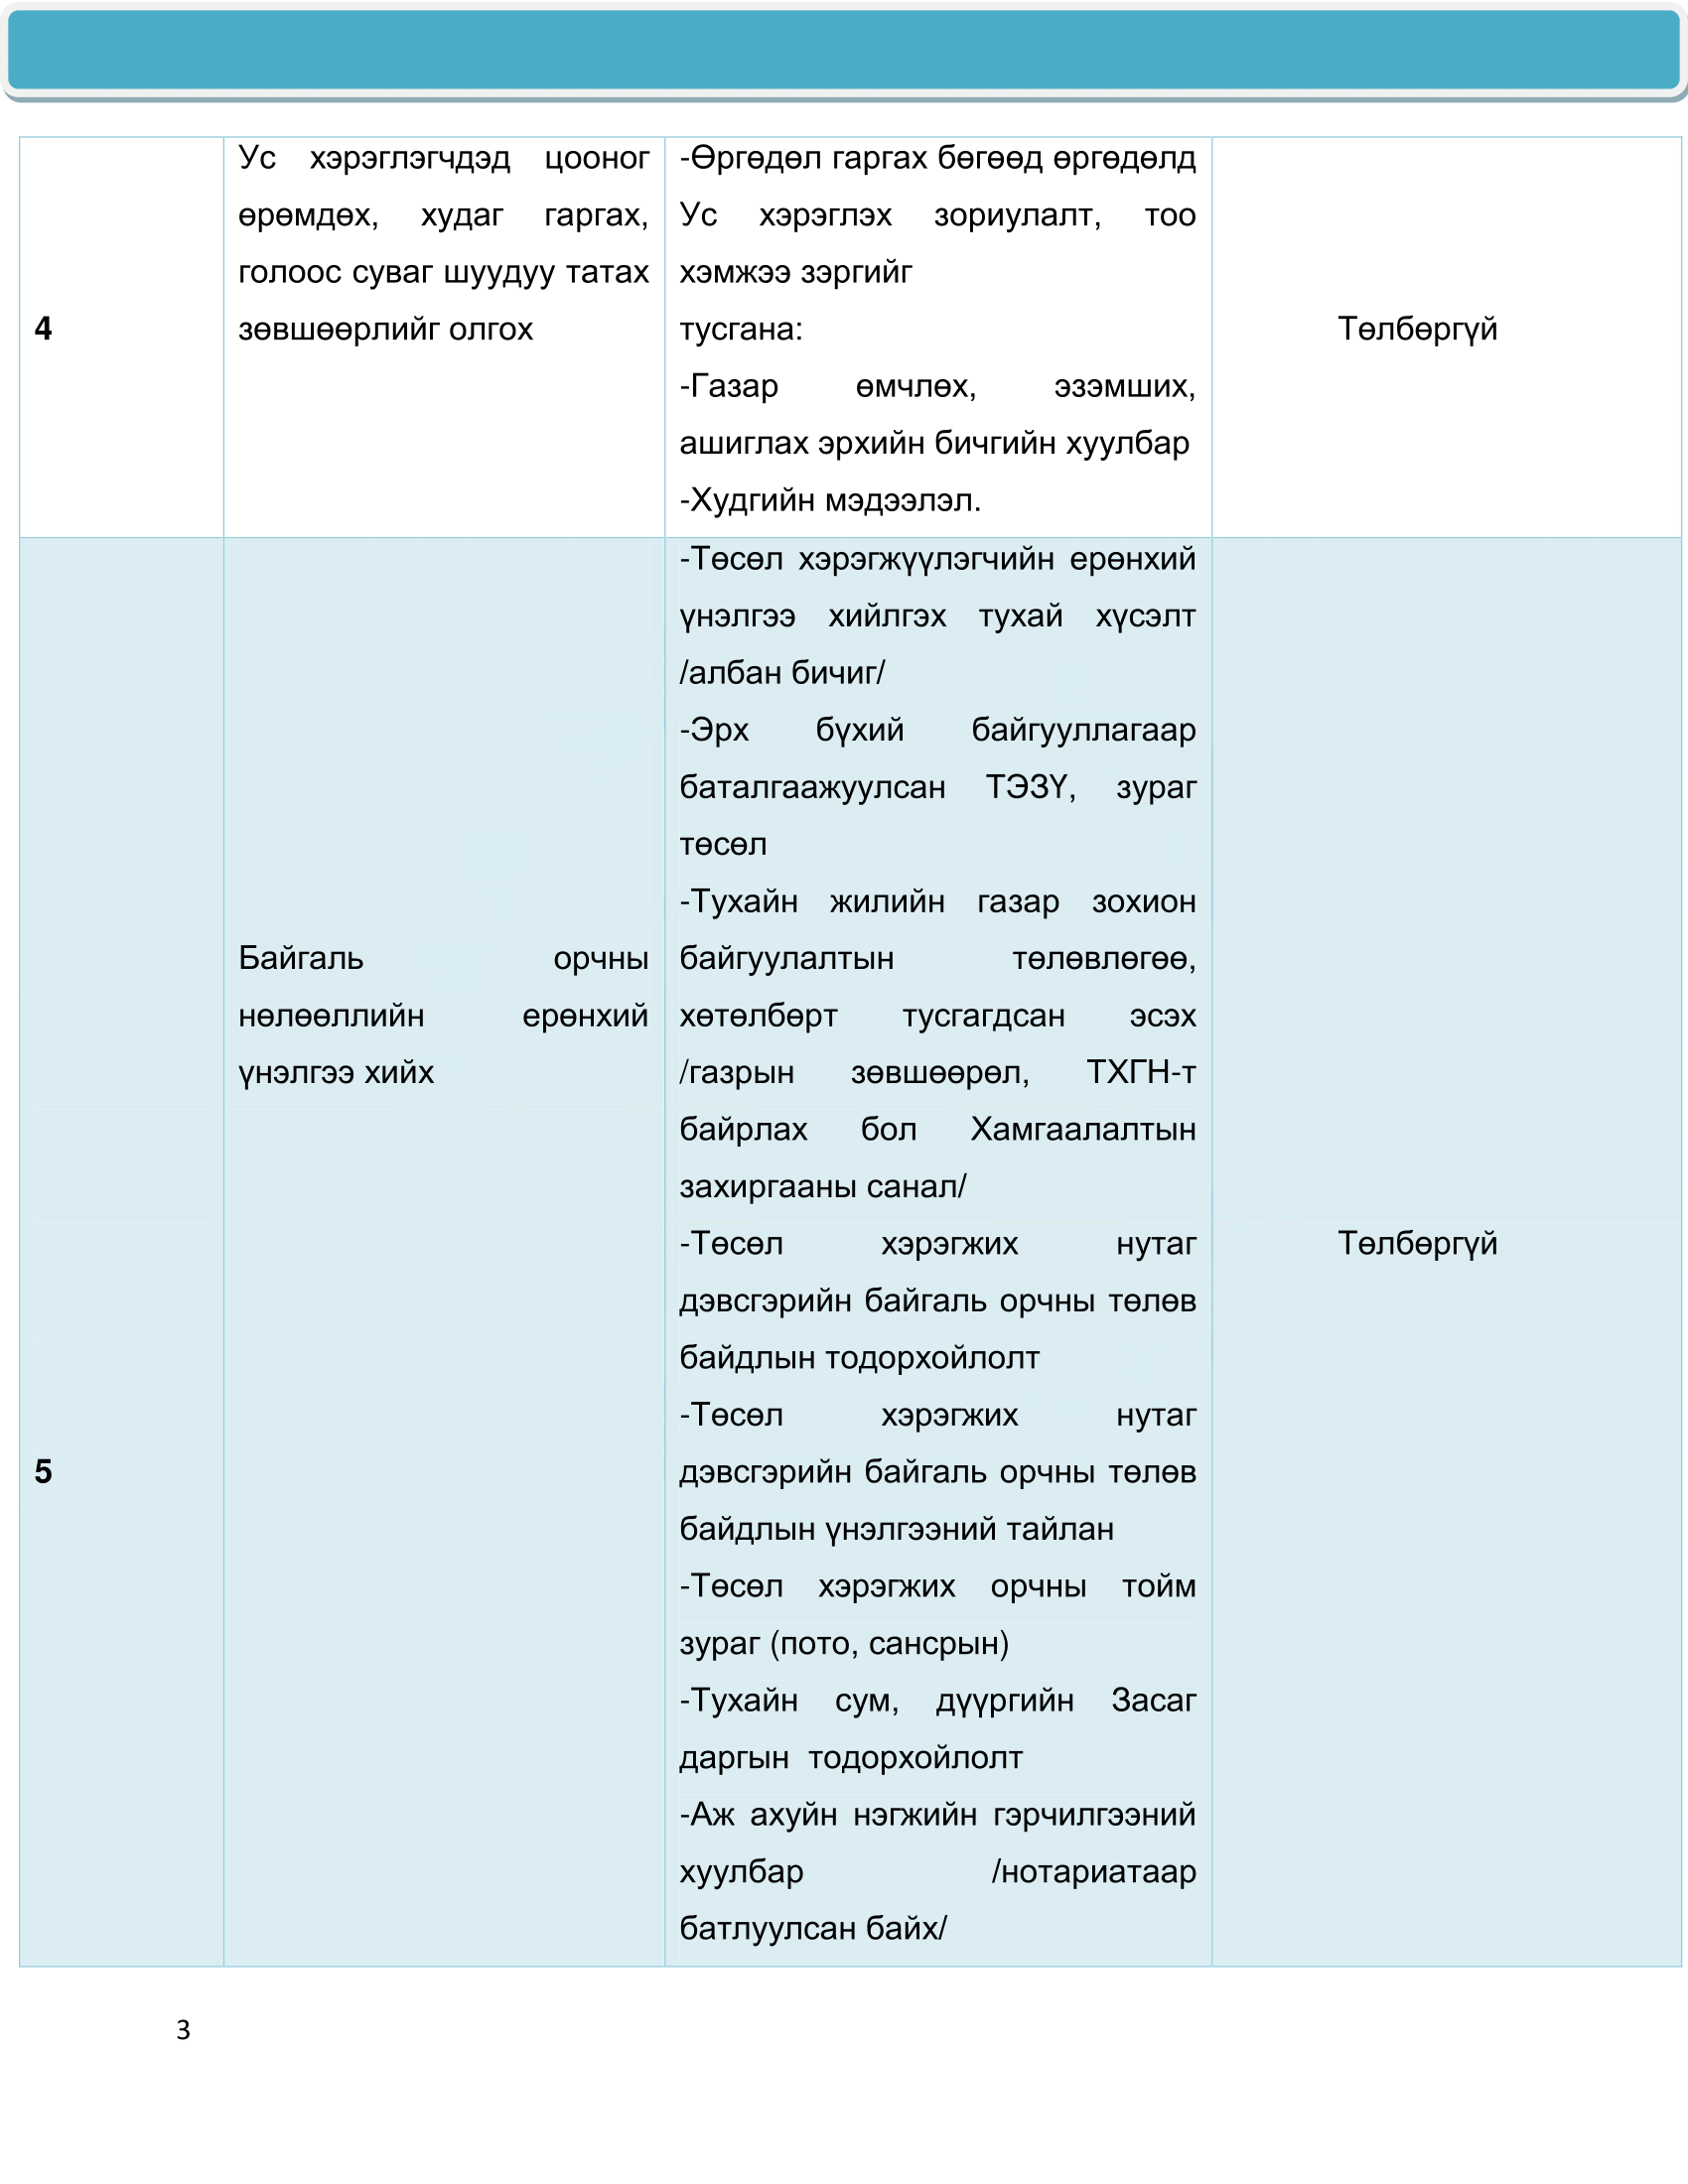 4
Ус хэрэглэгчдэд цооног
өрөмдөх, худаг гаргах,
голоос суваг шуудуу татах
зөвшөөрлийг олгох
-Өргөдөл гаргах бөгөөд өргөдөлд
Ус хэрэглэх зориулалт, тоо
хэмжээ зэргийг
тусгана:
-Газар өмчлөх, эзэмших,
ашиглах эрхийн бичгийн хуулбар
-Худгийн мэдээлэл.
Төлбөргүй
5
Байгаль орчны
нөлөөллийн ерөнхий
үнэлгээ хийх
-Төсөл хэрэгжүүлэгчийн ерөнхий
үнэлгээ хийлгэх тухай хүсэлт
/албан бичиг/
-Эрх бүхий байгууллагаар
баталгаажуулсан ТЭЗҮ, зураг
төсөл
-Тухайн жилийн газар зохион
байгуулалтын төлөвлөгөө,
хөтөлбөрт тусгагдсан эсэх
/газрын зөвшөөрөл, ТХГН-т
байрлах бол Хамгаалалтын
захиргааны санал/
-Төсөл хэрэгжих нутаг
дэвсгэрийн байгаль орчны төлөв
байдлын тодорхойлолт
-Төсөл хэрэгжих нутаг
дэвсгэрийн байгаль орчны төлөв
байдлын үнэлгээний тайлан
-Төсөл хэрэгжих орчны тойм
зураг (пото, сансрын)
-Тухайн сум, дүүргийн Засаг
даргын тодорхойлолт
-Аж ахуйн нэгжийн гэрчилгээний
хуулбар /нотариатаар
батлуулсан байх/
Төлбөргүй
3